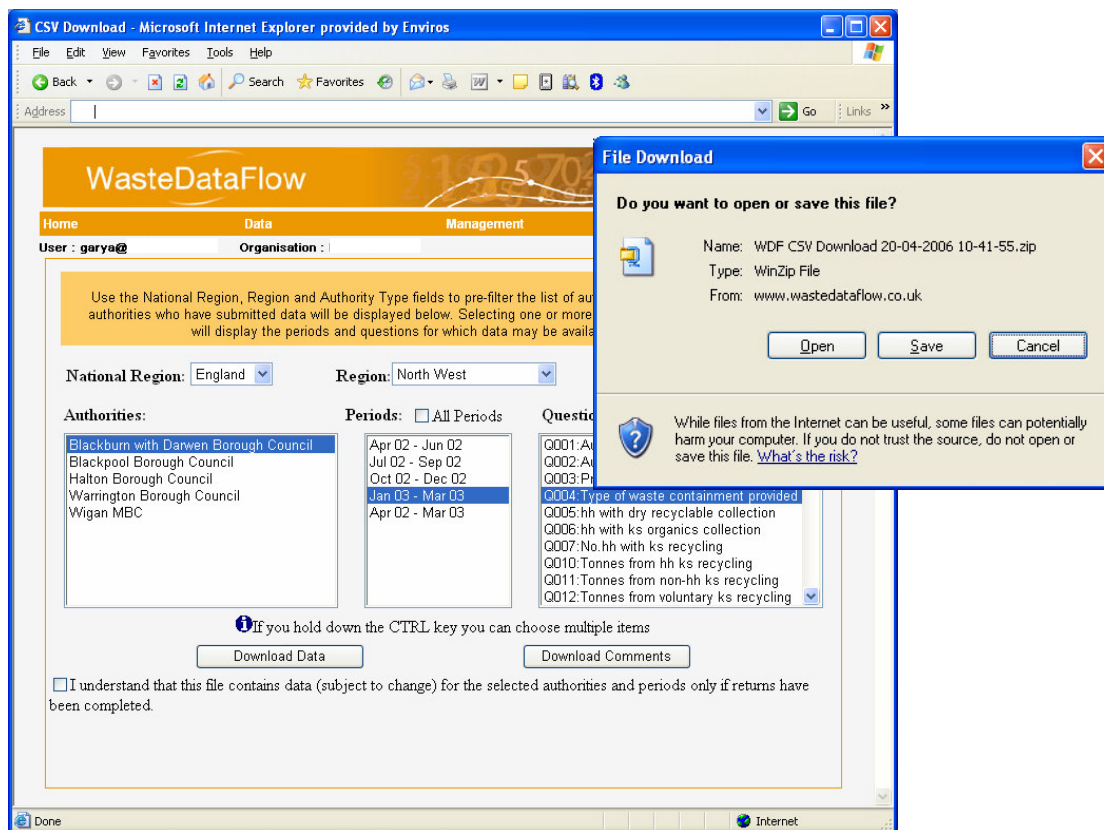 CSV Download - Microsoft Internet Explorer provided by Enviros
File Edit View Favorites Tools Help
Back Search Favorites
Address Go Links »
WasteDataFlow
Home Data Management
User : garya@ Organisation :
Use the National Region, Region and Authority Type fields to pre-filter the list of au
authorities who have submitted data will be displayed below. Selecting one or more
will display the periods and questions for which data may be availa
National Region: England Region: North West
Authorities:
Blackburn with Darwen Borough Council
Blackpool Borough Council
Halton Borough Council
Warrington Borough Council
Wigan MBC
Periods: All Periods
Apr 02 - Jun 02
Jul 02 - Sep 02
Oct 02 - Dec 02
Jan 03 - Mar 03
Apr 02 - Mar 03
Questio
Q001:Au
Q002:Au
Q003:Pr
Q004:Type of waste containment provided
Q005:hh with dry recyclable collection
Q006:hh with ks organics collection
Q007:No.hh with ks recycling
Q010:Tonnes from hh ks recycling
Q011:Tonnes from non-hh ks recycling
Q012:Tonnes from voluntary ks recycling
If you hold down the CTRL key you can choose multiple items
Download Data Download Comments
I understand that this file contains data (subject to change) for the selected authorities and periods only if returns have
been completed.
Done Internet
File Download
Do you want to open or save this file?
Name: WDF CSV Download 20-04-2006 10-41-55.zip
Type: WinZip File
From: www.wastedataflow.co.uk
Open Save Cancel
While files from the Internet can be useful, some files can potentially
harm your computer. If you do not trust the source, do not open or
save this file. What's the risk?